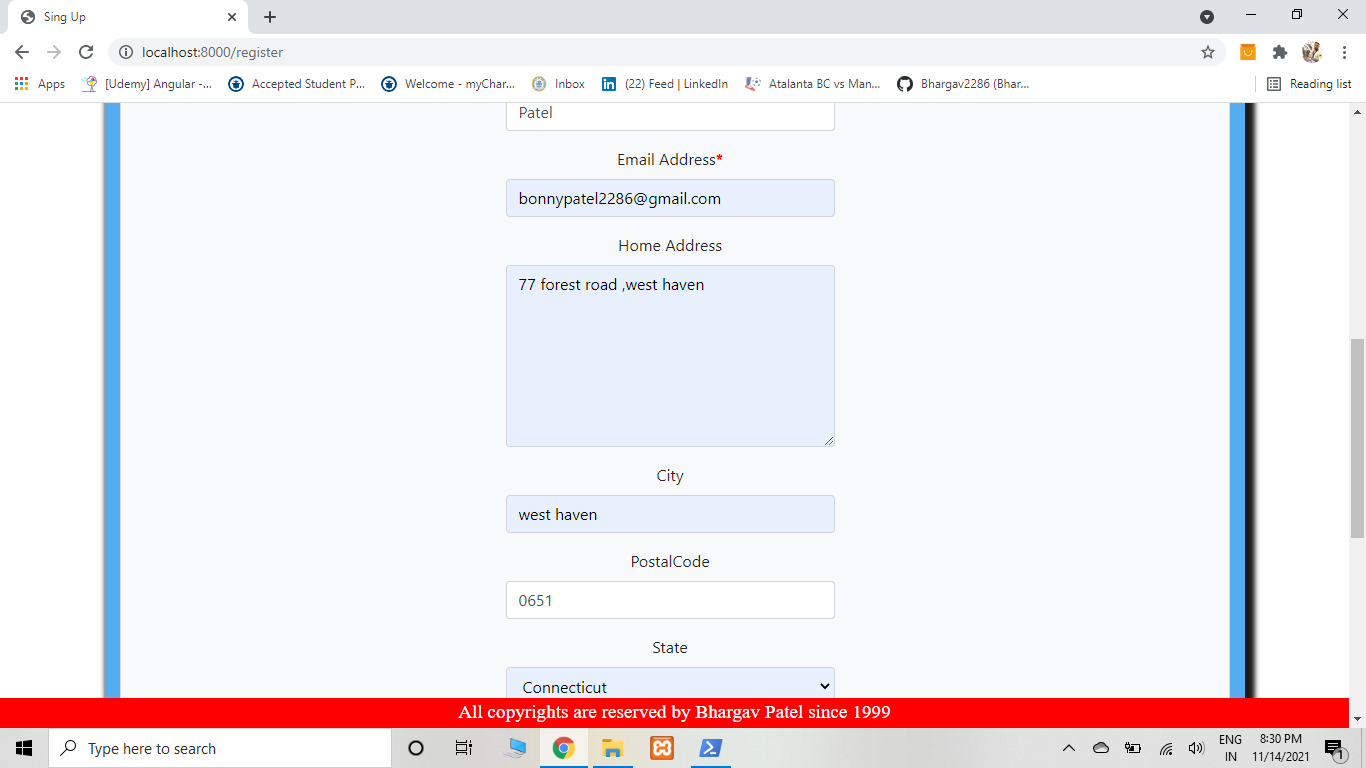 Sing Up
localhost:8000/register
Apps
[Udemy] Angular -...
Accepted Student P...
Welcome - myChar...
Inbox
(22) Feed | LinkedIn
Atalanta BC vs Man...
Bhargav2286 (Bhar...
Reading list
Patel
Email Address*
bonnypatel2286@gmail.com
Home Address
77 forest road ,west haven
City
west haven
PostalCode
0651
State
Connecticut
All copyrights are reserved by Bhargav Patel since 1999
Type here to search
ENG
IN
8:30 PM
11/14/2021
1